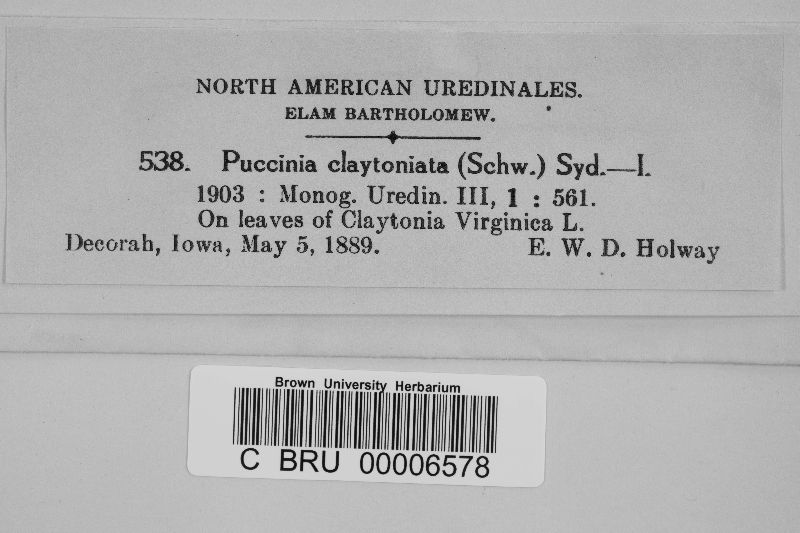 NORTH AMERICAN UREDINALES.
ELAM BARTHOLOMEW.
538. Puccinia claytoniata (Schw.) Syd.—I.
1903 : Monog. Uredin. III, 1 : 561.
On leaves of Claytonia Virginica L.
Decorah, Iowa, May 5, 1889. E. W. D. Holway
Brown University Herbarium
C BRU 00006578